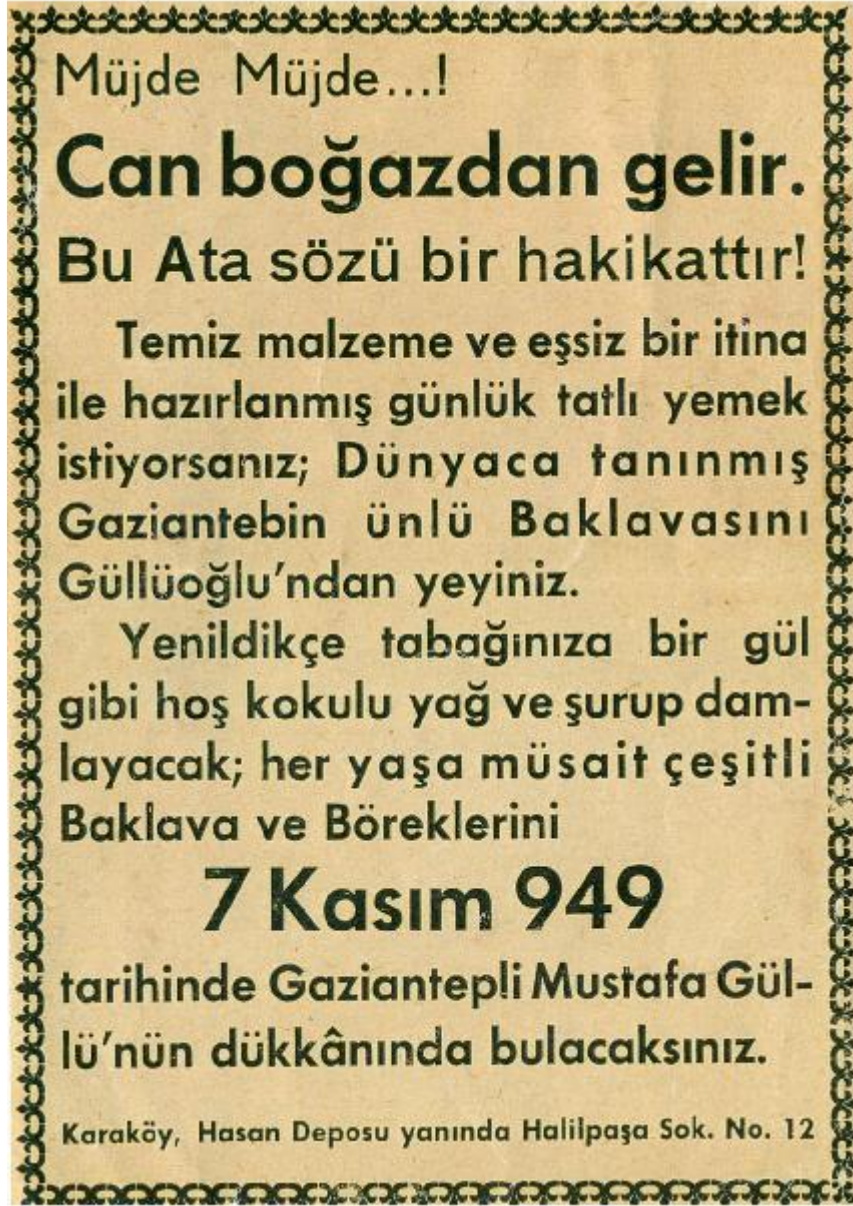 Müjde Müjde...!
Can boğazdan gelir.
Bu Ata sözü bir hakikattır!
Temiz malzeme ve eşsiz bir itina
ile hazırlanmış günlük tatlı yemek
istiyorsanız; Dünyaca tanınmış
Gaziantebin ünlü Baklavasını
Güllüoğlu'ndan yeyiniz.
Yenildikçe tabağınıza bir gül
gibi hoş kokulu yağ ve şurup dam-
layacak; her yaşa müsait çeşitli
Baklava ve Böreklerini
7 Kasım 949
tarihinde Gaziantepli Mustafa Gül-
lü'nün dükkânında bulacaksınız.
Karaköy, Hasan Deposu yanında Halilpaşa Sok. No. 12